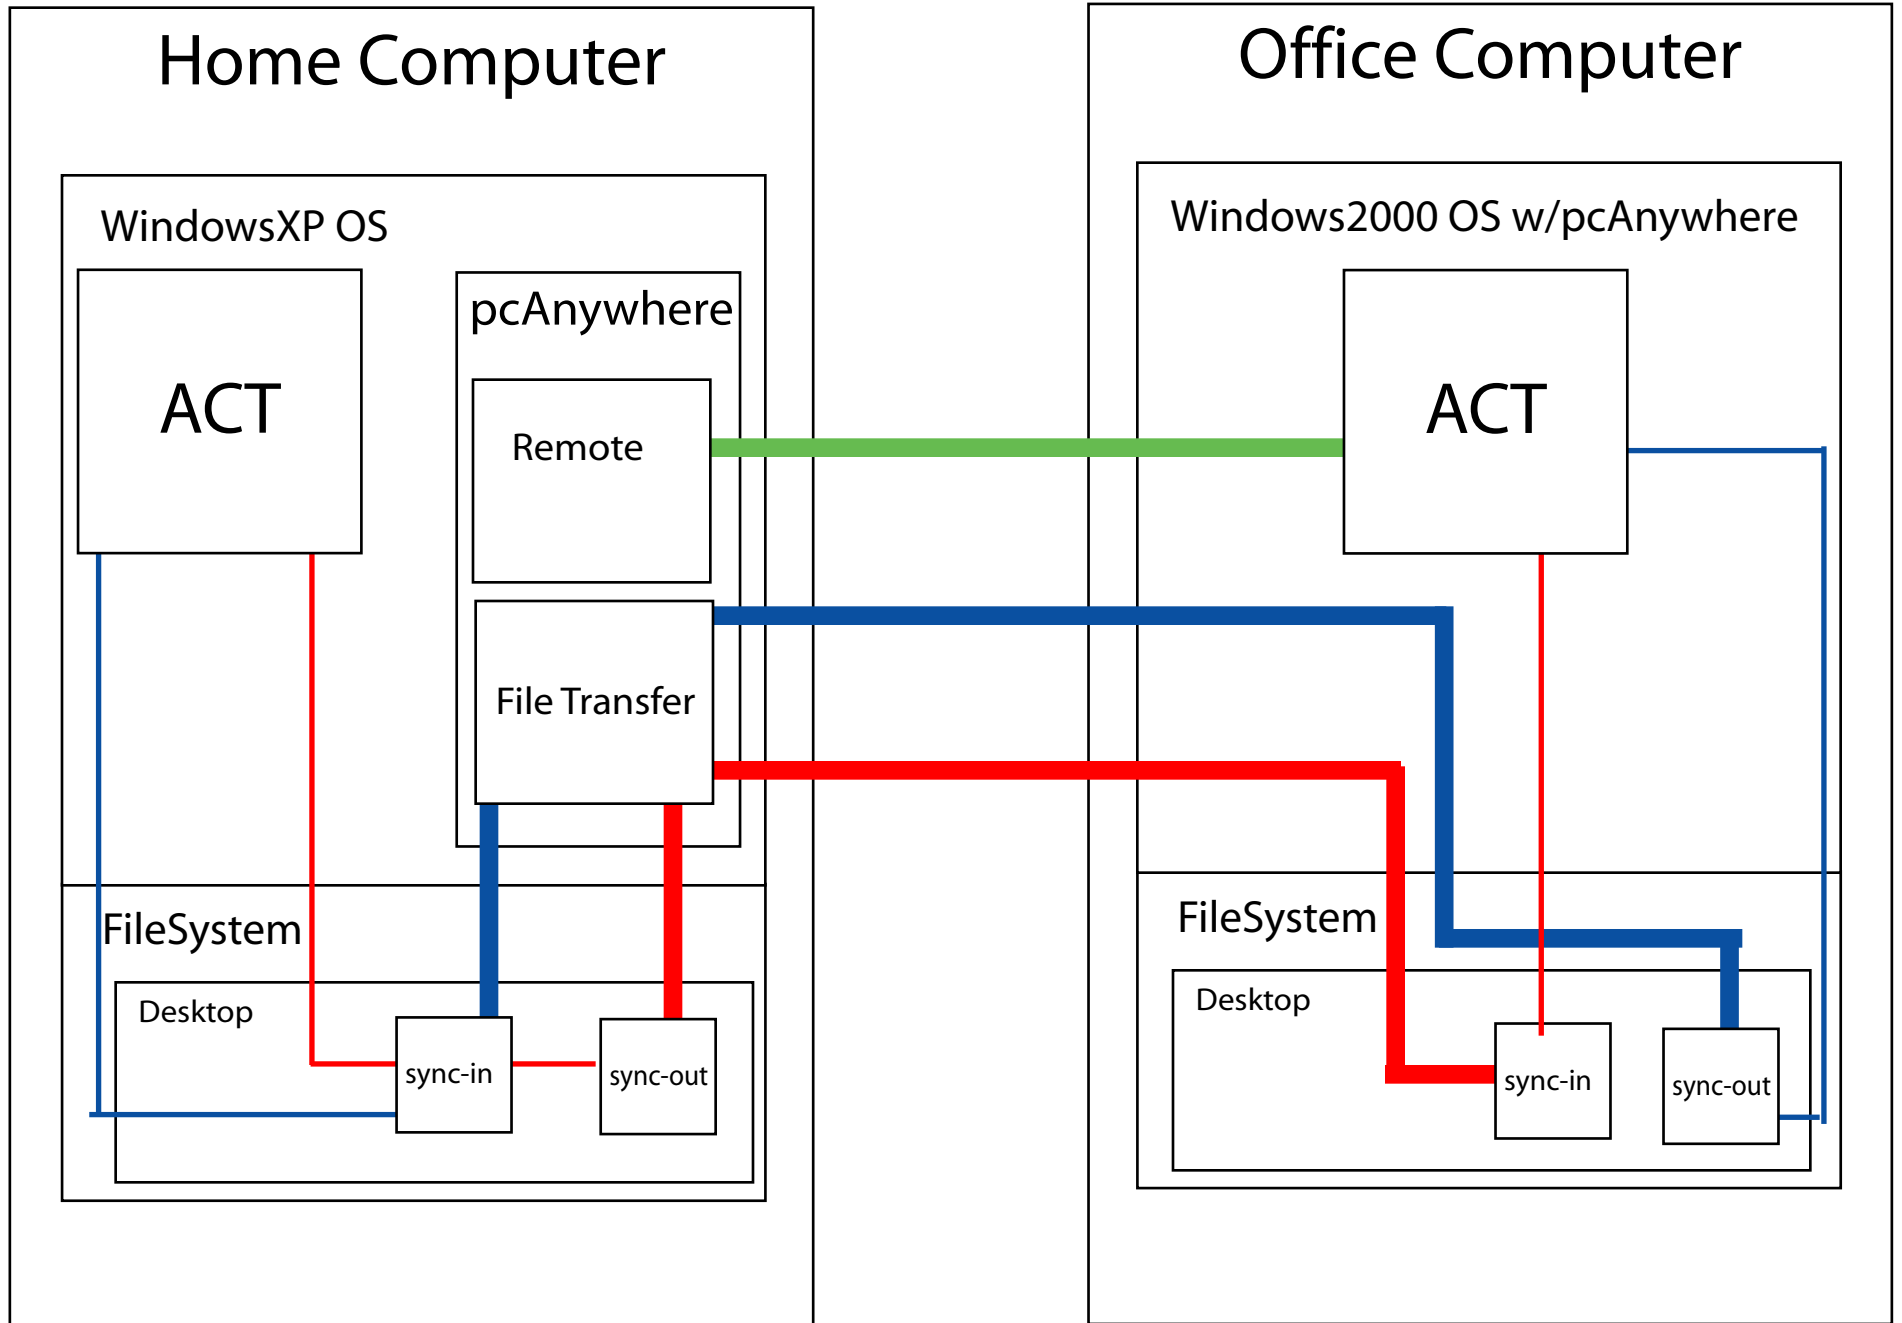 Home Computer
WindowsXP OS
ACT
pcAnywhere
Remote
File Transfer
FileSystem
Desktop
sync-in
sync-out
Office Computer
Windows2000 OS w/pcAnywhere
ACT
FileSystem
Desktop
sync-in
sync-out